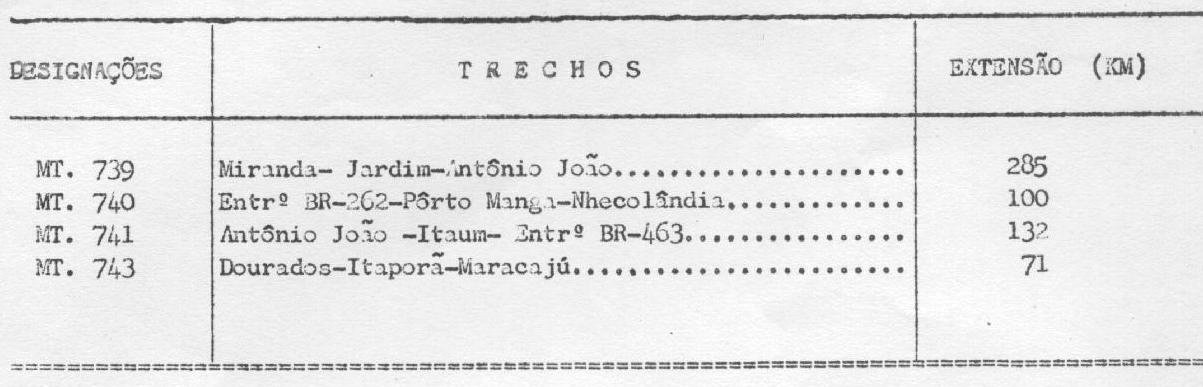 DESIGNAÇÕES T R E C H O S EXTENSÃO (KM)
MT. 739 Miranda- Jardim-Antônio João..................... 285
MT. 740 Entrº BR-262-Pôrto Manga-Nhecolândia............. 100
MT. 741 Antônio João -Itaum- Entrº BR-463................ 132
MT. 743 Dourados-Itaporã-Maracajú........................ 71